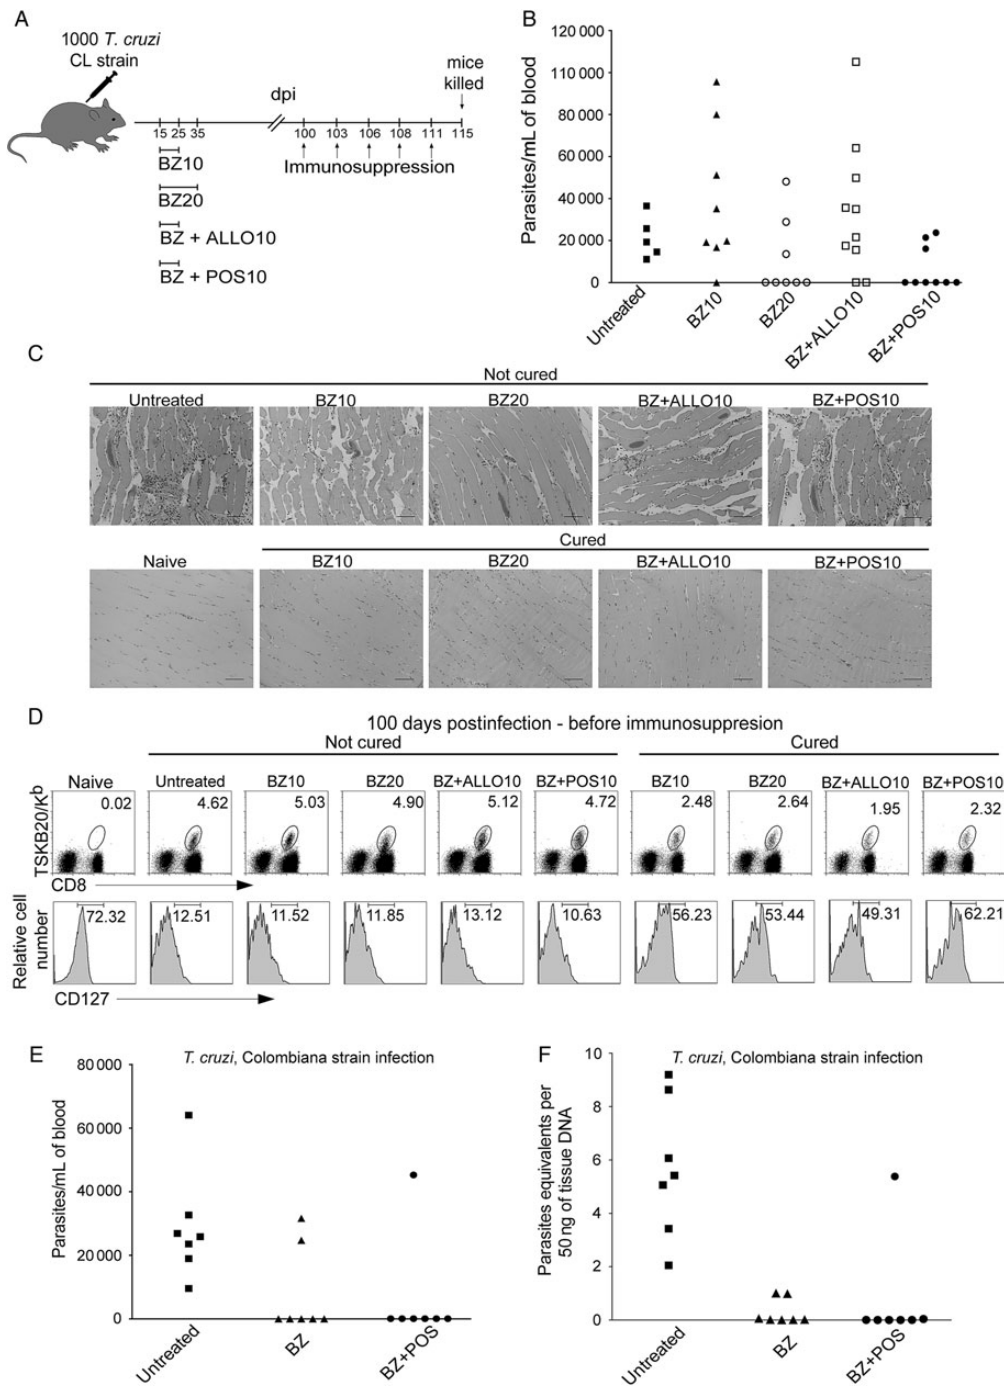 A
1000 T. cruzi
CL strain
mice
killed
dpi
15 25 35 100 103 106 108 111 115
BZ10
Immunosuppression
BZ20
BZ + ALLO10
BZ + POS10
B
Parasites/mL of blood
120 000
110 000
80 000
60 000
40 000
20 000
0
Untreated
BZ10
BZ20
BZ+ALLO10
BZ+POS10
C
Not cured
Untreated BZ10 BZ20 BZ+ALLO10 BZ+POS10
Cured
Naive BZ10 BZ20 BZ+ALLO10 BZ+POS10
D
100 days postinfection - before immunosuppresion
Not cured Cured
Naive Untreated BZ10 BZ20 BZ+ALLO10 BZ+POS10 BZ10 BZ20 BZ+ALLO10 BZ+POS10
TSKB20/Kb
0.02 4.62 5.03 4.90 5.12 4.72 2.48 2.64 1.95 2.32
CD8
Relative cell
number
72.32 12.51 11.52 11.85 13.12 10.63 56.23 53.44 49.31 62.21
CD127
E
T. cruzi, Colombiana strain infection
Parasites/mL of blood
80 000
60 000
40 000
20 000
0
Untreated
BZ
BZ+POS
F
T. cruzi, Colombiana strain infection
Parasites equivalents per
50 ng of tissue DNA
10
8
6
4
2
0
Untreated
BZ
BZ+POS